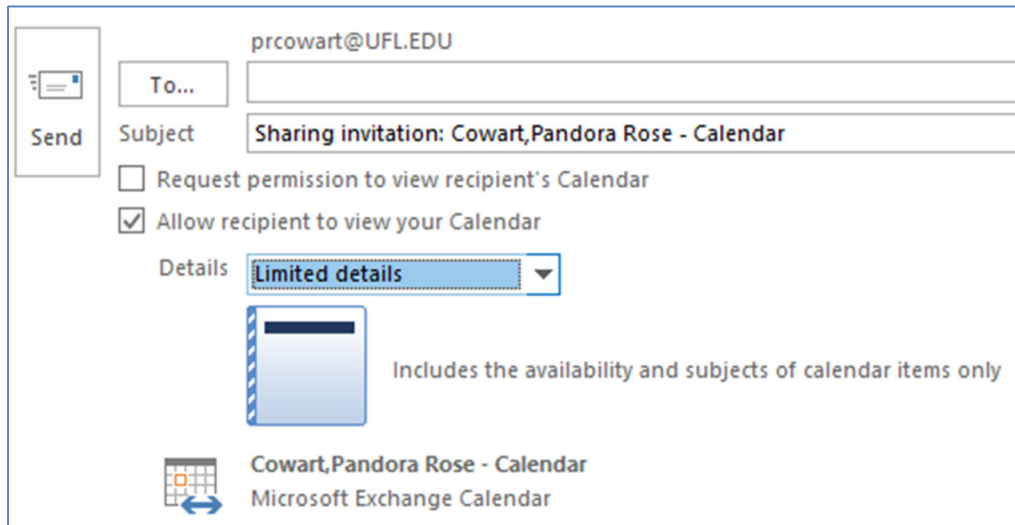 prcowart@UFL.EDU
To...
Send
Subject
Sharing invitation: Cowart,Pandora Rose - Calendar
Request permission to view recipient's Calendar
Allow recipient to view your Calendar
Details
Limited details
Includes the availability and subjects of calendar items only
Cowart,Pandora Rose - Calendar
Microsoft Exchange Calendar